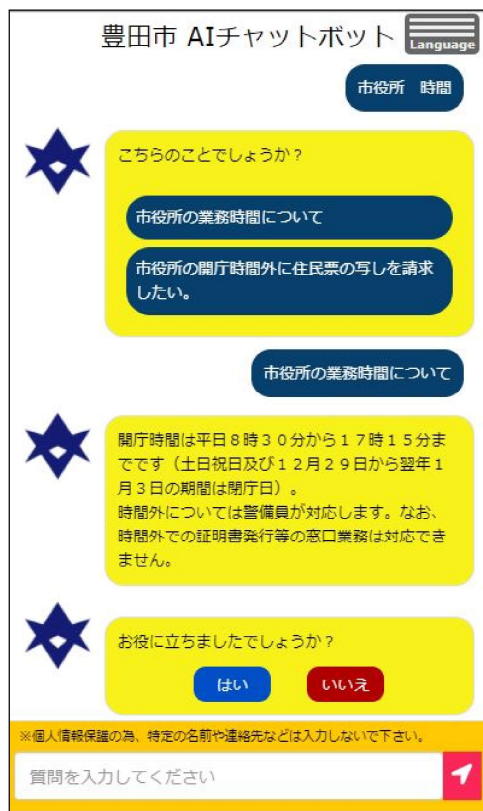 豊田市 AIチャットボット
Language
市役所　時間
こちらのことでしょうか？
市役所の業務時間について
市役所の開庁時間外に住民票の写しを請求
したい。
市役所の業務時間について
開庁時間は平日８時３０分から１７時１５分ま
でです（土日祝日及び１２月２９日から翌年１
月３日の期間は閉庁日）。
時間外については警備員が対応します。なお、
時間外での証明書発行等の窓口業務は対応でき
ません。
お役に立ちましたでしょうか？
はい
いいえ
※個人情報保護の為、特定の名前や連絡先などは入力しないで下さい。
質問を入力してください